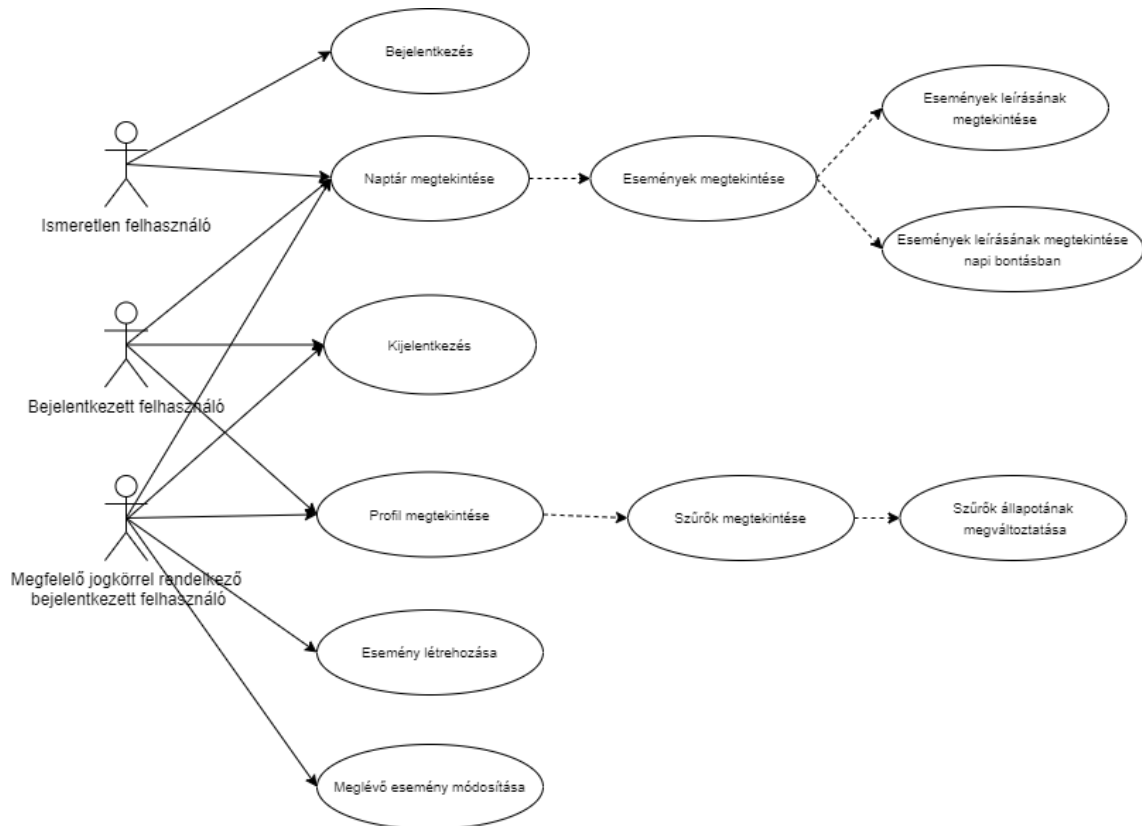 Bejelentkezés
Események leírásának
megtekintése
Ismeretlen felhasználó
Naptár megtekintése
Események megtekintése
Események leírásának megtekintése
napi bontásban
Bejelentkezett felhasználó
Kijelentkezés
Megfelelő jogkörrel rendelkező
bejelentkezett felhasználó
Profil megtekintése
Szűrők megtekintése
Szűrők állapotának
megváltoztatása
Esemény létrehozása
Meglévő esemény módosítása